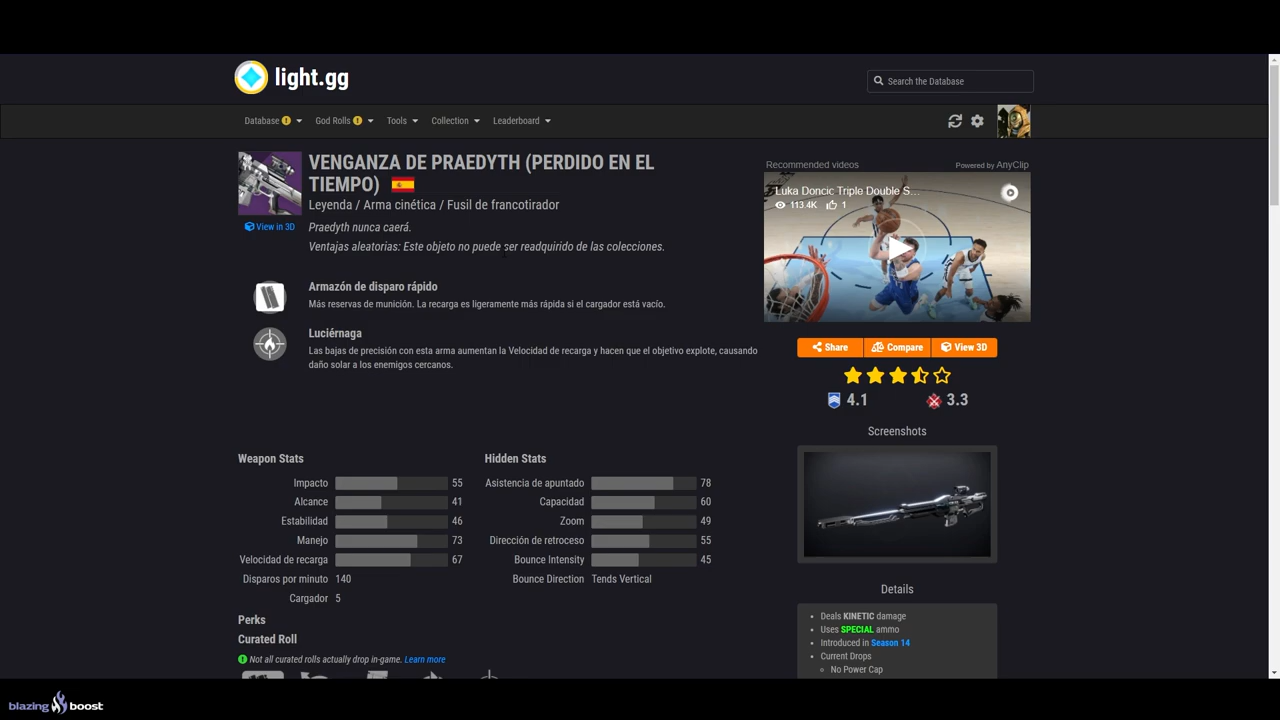 light.gg
Search the Database
Database
God Rolls
Tools
Collection
Leaderboard
VENGANZA DE PRAEDYTH (PERDIDO EN EL
TIEMPO)
Leyenda / Arma cinética / Fusil de francotirador
View in 3D
Praedyth nunca caerá.
Ventajas aleatorias: Este objeto no puede ser readquirido de las colecciones.
Armazón de disparo rápido
Más reservas de munición. La recarga es ligeramente más rápida si el cargador está vacío.
Luciérnaga
Las bajas de precisión con esta arma aumentan la Velocidad de recarga y hacen que el objetivo explote, causando
daño solar a los enemigos cercanos.
Weapon Stats
Impacto 55
Alcance 41
Estabilidad 46
Manejo 73
Velocidad de recarga 67
Disparos por minuto 140
Cargador 5
Hidden Stats
Asistencia de apuntado 78
Capacidad 60
Zoom 49
Dirección de retroceso 55
Bounce Intensity 45
Bounce Direction Tends Vertical
Perks
Curated Roll
Not all curated rolls actually drop in-game. Learn more
Recommended videos
Powered by AnyClip
Luka Doncic Triple Double S...
113.4K 1
Share
Compare
View 3D
4.1 3.3
Screenshots
Details
Deals KINETIC damage
Uses SPECIAL ammo
Introduced in Season 14
Current Drops
No Power Cap
blazing boost